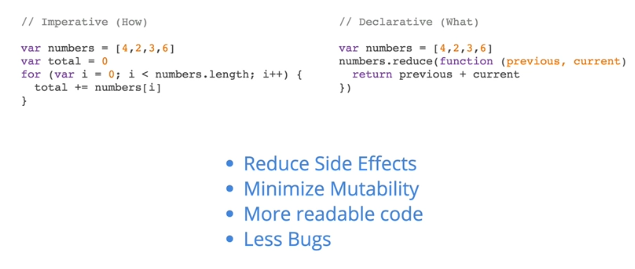 // Imperative (How)
var numbers = [4,2,3,6]
var total = 0
for (var i = 0; i < numbers.length; i++) {
  total += numbers[i]
}
// Declarative (What)
var numbers = [4,2,3,6]
numbers.reduce(function (previous, current)
  return previous + current
})
• Reduce Side Effects
• Minimize Mutability
• More readable code
• Less Bugs